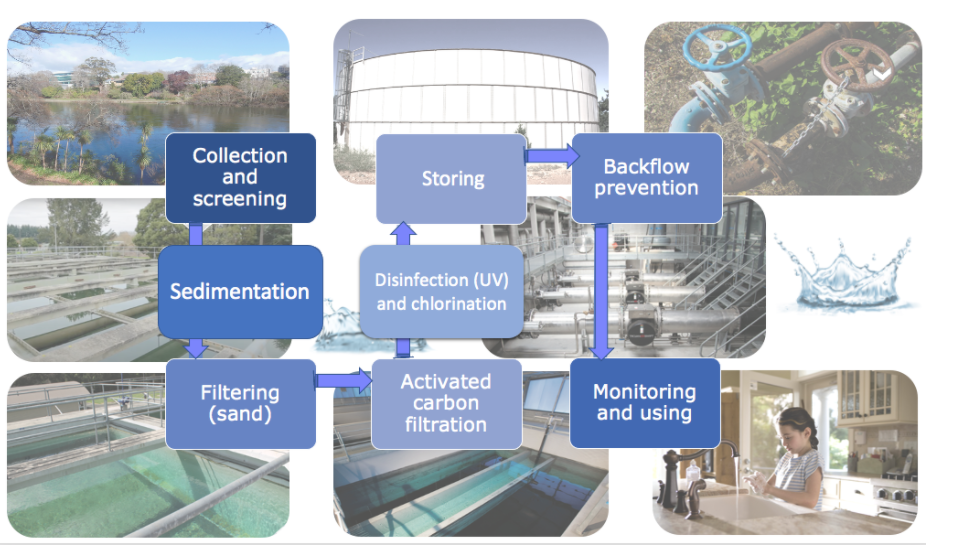 Collection
and
screening
Sedimentation
Filtering
(sand)
Activated
carbon
filtration
Disinfection (UV)
and chlorination
Storing
Backflow
prevention
Monitoring
and using